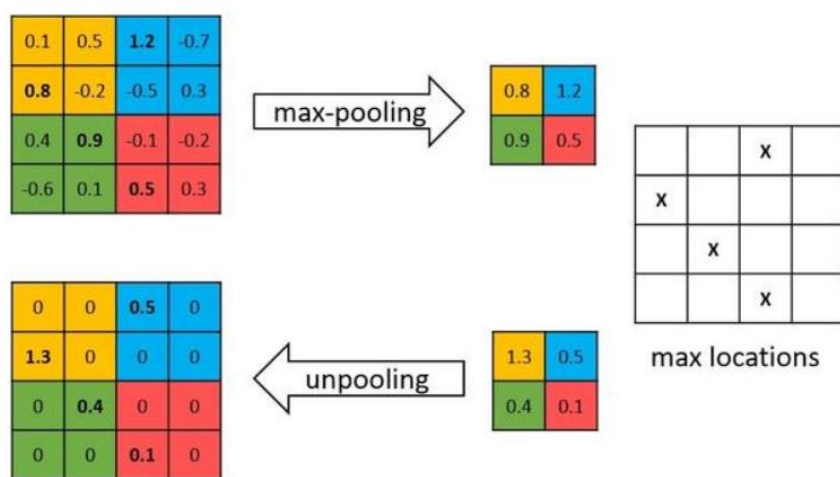 0.1 0.5 1.2 -0.7
0.8 -0.2 -0.5 0.3
0.4 0.9 -0.1 -0.2
-0.6 0.1 0.5 0.3
max-pooling
0.8 1.2
0.9 0.5
X
X
X
X
max locations
0 0 0.5 0
1.3 0 0 0
0 0.4 0 0
0 0 0.1 0
unpooling
1.3 0.5
0.4 0.1